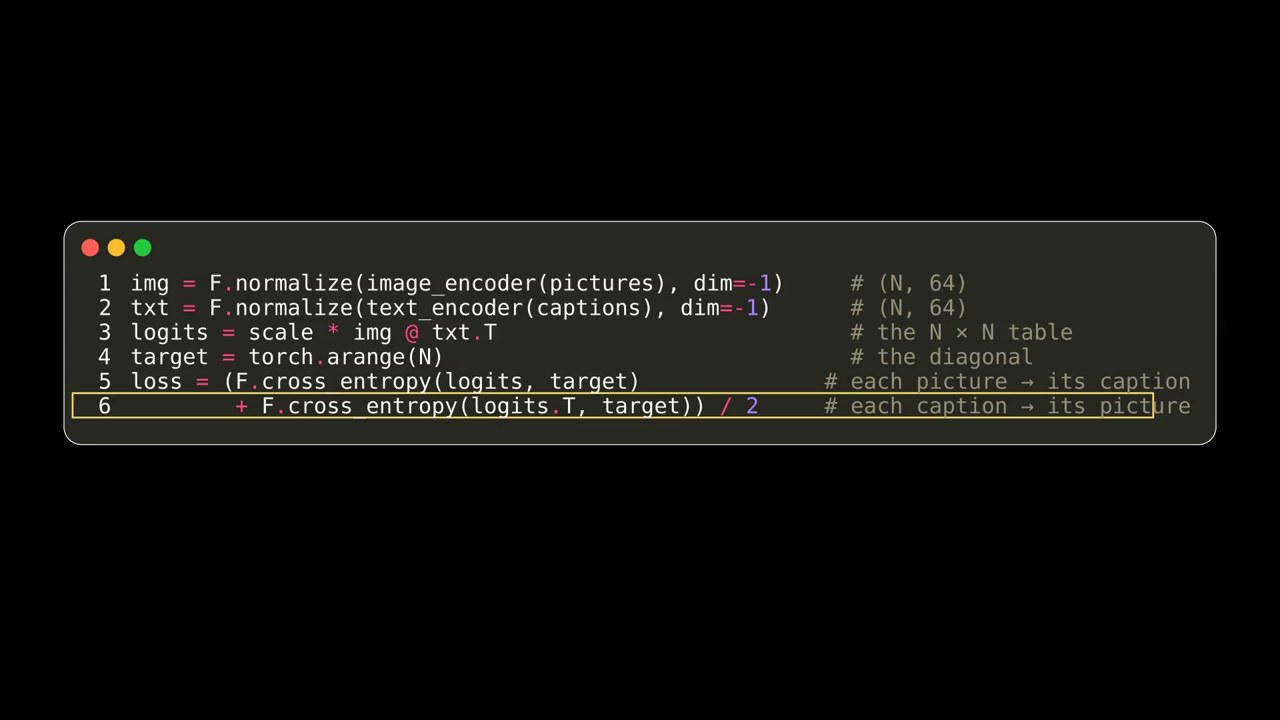 1 img = F.normalize(image_encoder(pictures), dim=-1)     # (N, 64)
2 txt = F.normalize(text_encoder(captions), dim=-1)      # (N, 64)
3 logits = scale * img @ txt.T                           # the N × N table
4 target = torch.arange(N)                               # the diagonal
5 loss = (F.cross_entropy(logits, target)              # each picture → its caption
6         + F.cross_entropy(logits.T, target)) / 2     # each caption → its picture